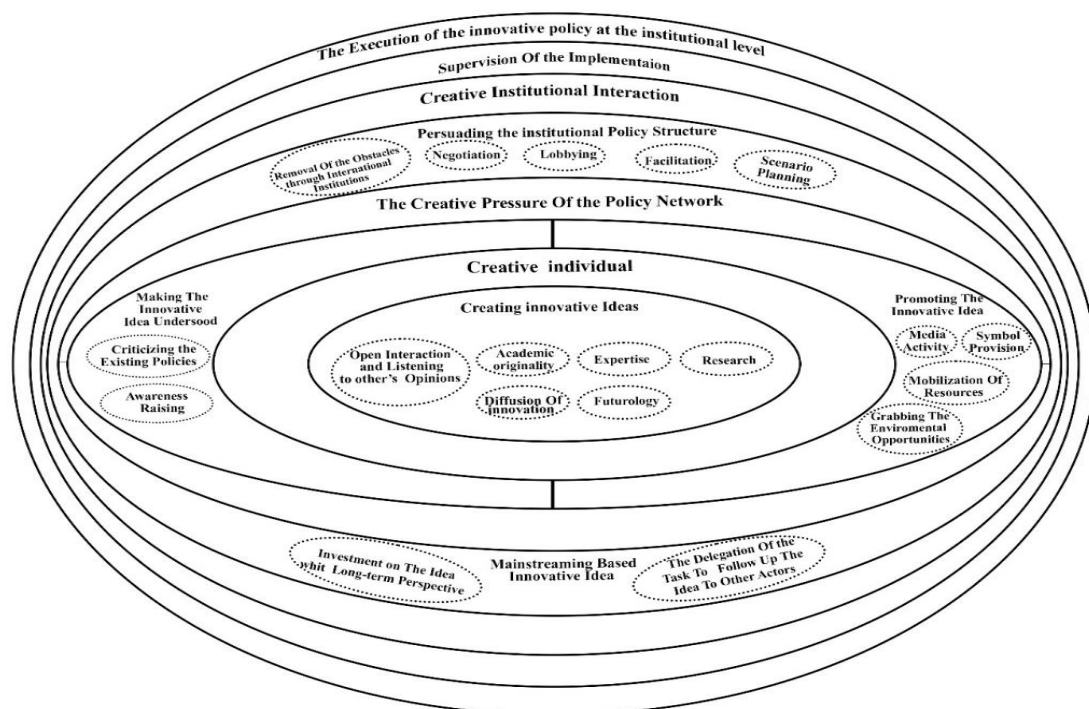 The Execution of the innovative policy at the institutional level
Supervision Of the Implementaion
Creative Institutional Interaction
Persuading the institutional Policy Structure
Removal Of the Obstacles
through International
Institutions
Negotiation
Lobbying
Facilitation
Scenario
Planning
The Creative Pressure Of the Policy Network
Creative individual
Creating innovative Ideas
Making The
Innovative
Idea Undersood
Criticizing the
Existing Policies
Awareness
Raising
Open Interaction
and Listening
to other's Opinions
Academic
originality
Expertise
Research
Diffusion Of
innovation
Futurology
Promoting The
Innovative Idea
Media
Activity
Symbol
Provision
Mobilization Of
Resources
Grabbing The
Enviromental
Opportunities
Investment on The Idea
whit Long-term Perspective
Mainstreaming Based
Innovative Idea
The Delegation Of the
Task To Follow Up The
Idea To Other Actors